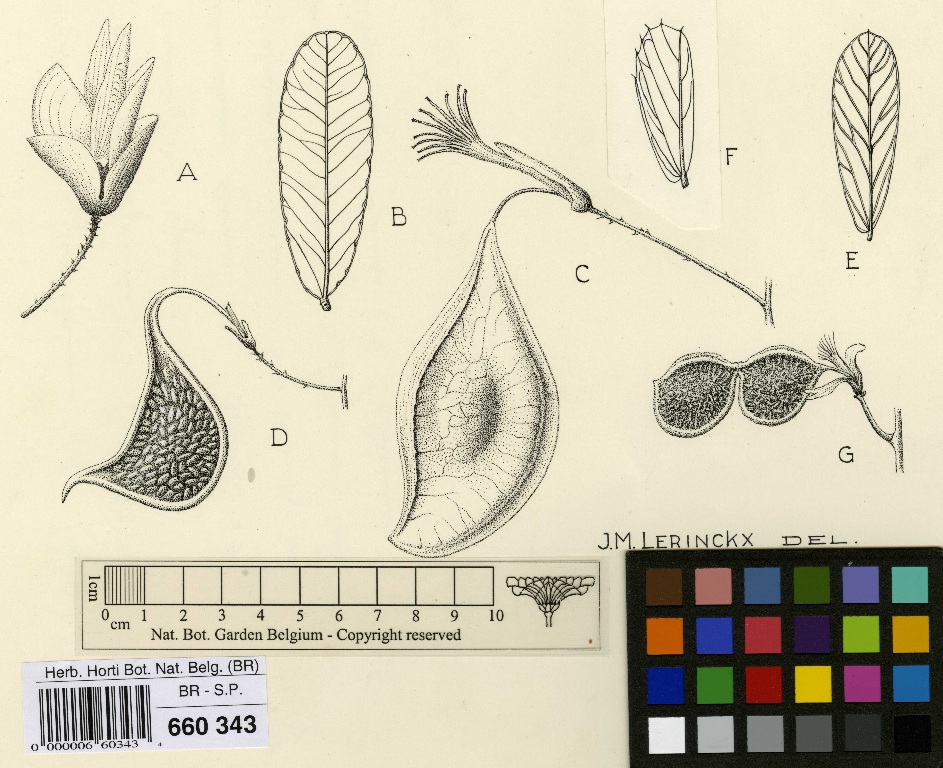 A
B
C
F
E
D
G
J.M. LERINCKX DEL.
1cm
0 1 2 3 4 5 6 7 8 9 10
cm
Nat. Bot. Garden Belgium - Copyright reserved
Herb. Horti Bot. Nat. Belg. (BR)
BR - S.P.
660 343
0 000006 60343 4